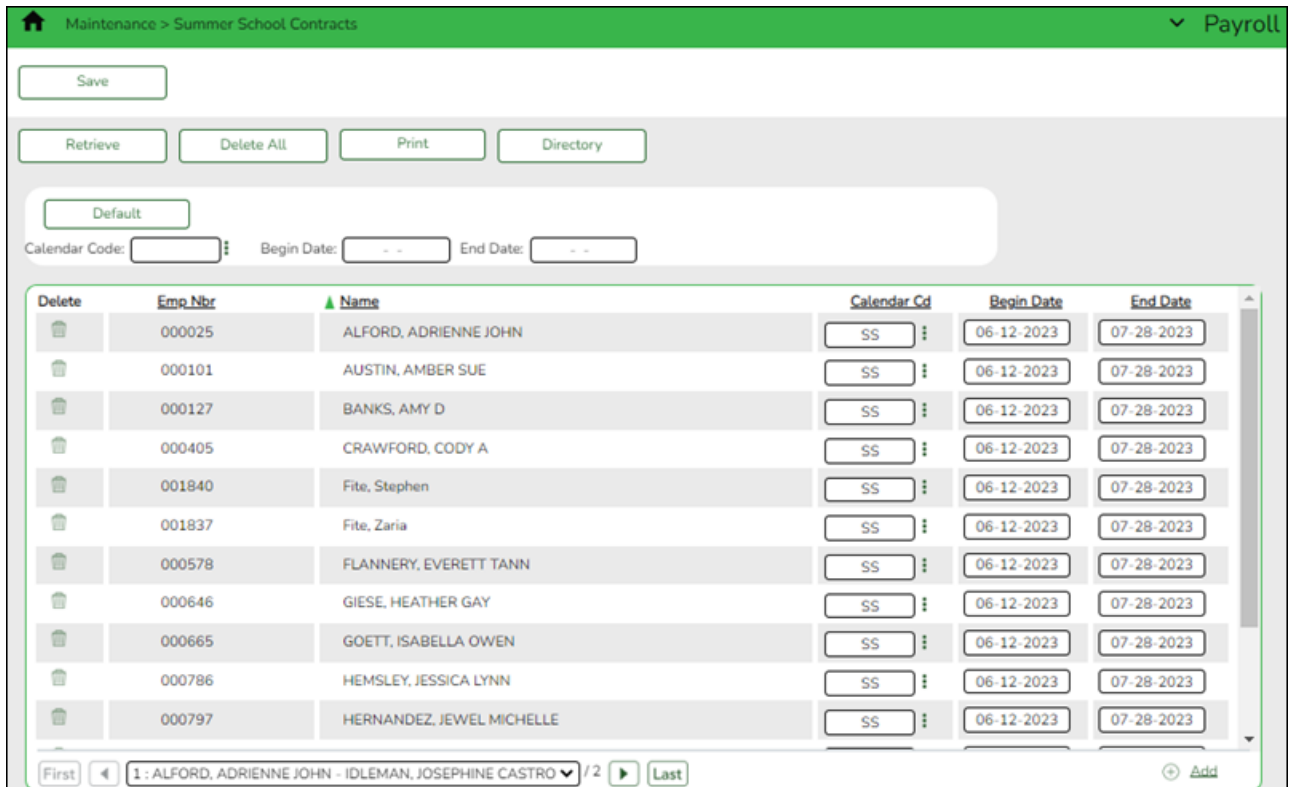 Maintenance > Summer School Contracts Payroll
Save
Retrieve Delete All Print Directory
Default
Calendar Code: Begin Date: - - End Date: - -
Delete Emp Nbr Name Calendar Cd Begin Date End Date
000025 ALFORD, ADRIENNE JOHN SS 06-12-2023 07-28-2023
000101 AUSTIN, AMBER SUE SS 06-12-2023 07-28-2023
000127 BANKS, AMY D SS 06-12-2023 07-28-2023
000405 CRAWFORD, CODY A SS 06-12-2023 07-28-2023
001840 Fite, Stephen SS 06-12-2023 07-28-2023
001837 Fite, Zaria SS 06-12-2023 07-28-2023
000578 FLANNERY, EVERETT TANN SS 06-12-2023 07-28-2023
000646 GIESE, HEATHER GAY SS 06-12-2023 07-28-2023
000665 GOETT, ISABELLA OWEN SS 06-12-2023 07-28-2023
000786 HEMSLEY, JESSICA LYNN SS 06-12-2023 07-28-2023
000797 HERNANDEZ, JEWEL MICHELLE SS 06-12-2023 07-28-2023
First 1 : ALFORD, ADRIENNE JOHN - IDLEMAN, JOSEPHINE CASTRO / 2 Last Add